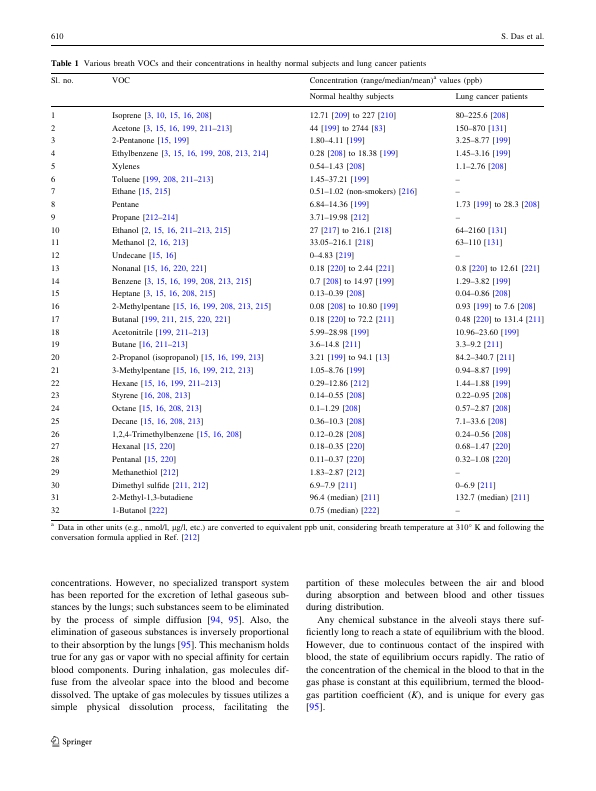 610
S. Das et al.
Table 1 Various breath VOCs and their concentrations in healthy normal subjects and lung cancer patients
Sl. no. VOC Concentration (range/median/mean)a values (ppb)
Normal healthy subjects Lung cancer patients
1 Isoprene [3, 10, 15, 16, 208] 12.71 [209] to 227 [210] 80–225.6 [208]
2 Acetone [3, 15, 16, 199, 211–213] 44 [199] to 2744 [83] 150–870 [131]
3 2-Pentanone [15, 199] 1.80–4.11 [199] 3.25–8.77 [199]
4 Ethylbenzene [3, 15, 16, 199, 208, 213, 214] 0.28 [208] to 18.38 [199] 1.45–3.16 [199]
5 Xylenes 0.54–1.43 [208] 1.1–2.76 [208]
6 Toluene [199, 208, 211–213] 1.45–37.21 [199] –
7 Ethane [15, 215] 0.51–1.02 (non-smokers) [216] –
8 Pentane 6.84–14.36 [199] 1.73 [199] to 28.3 [208]
9 Propane [212–214] 3.71–19.98 [212] –
10 Ethanol [2, 15, 16, 211–213, 215] 27 [217] to 216.1 [218] 64–2160 [131]
11 Methanol [2, 16, 213] 33.05–216.1 [218] 63–110 [131]
12 Undecane [15, 16] 0–4.83 [219] –
13 Nonanal [15, 16, 220, 221] 0.18 [220] to 2.44 [221] 0.8 [220] to 12.61 [221]
14 Benzene [3, 15, 16, 199, 208, 213, 215] 0.7 [208] to 14.97 [199] 1.29–3.82 [199]
15 Heptane [3, 15, 16, 208, 215] 0.13–0.39 [208] 0.04–0.86 [208]
16 2-Methylpentane [15, 16, 199, 208, 213, 215] 0.08 [208] to 10.80 [199] 0.93 [199] to 7.6 [208]
17 Butanal [199, 211, 215, 220, 221] 0.18 [220] to 72.2 [211] 0.48 [220] to 131.4 [211]
18 Acetonitrile [199, 211–213] 5.99–28.98 [199] 10.96–23.60 [199]
19 Butane [16, 211–213] 3.6–14.8 [211] 3.3–9.2 [211]
20 2-Propanol (isopropanol) [15, 16, 199, 213] 3.21 [199] to 94.1 [13] 84.2–340.7 [211]
21 3-Methylpentane [15, 16, 199, 212, 213] 1.05–8.76 [199] 0.94–8.87 [199]
22 Hexane [15, 16, 199, 211–213] 0.29–12.86 [212] 1.44–1.88 [199]
23 Styrene [16, 208, 213] 0.14–0.55 [208] 0.22–0.95 [208]
24 Octane [15, 16, 208, 213] 0.1–1.29 [208] 0.57–2.87 [208]
25 Decane [15, 16, 208, 213] 0.36–10.3 [208] 7.1–33.6 [208]
26 1,2,4-Trimethylbenzene [15, 16, 208] 0.12–0.28 [208] 0.24–0.56 [208]
27 Hexanal [15, 220] 0.18–0.35 [220] 0.68–1.47 [220]
28 Pentanal [15, 220] 0.11–0.37 [220] 0.32–1.08 [220]
29 Methanethiol [212] 1.83–2.87 [212] –
30 Dimethyl sulfide [211, 212] 6.9–7.9 [211] 0–6.9 [211]
31 2-Methyl-1,3-butadiene 96.4 (median) [211] 132.7 (median) [211]
32 1-Butanol [222] 0.75 (median) [222] –
a Data in other units (e.g., nmol/l, µg/l, etc.) are converted to equivalent ppb unit, considering breath temperature at 310° K and following the
conversation formula applied in Ref. [212]
concentrations. However, no specialized transport system
has been reported for the excretion of lethal gaseous sub-
stances by the lungs; such substances seem to be eliminated
by the process of simple diffusion [94, 95]. Also, the
elimination of gaseous substances is inversely proportional
to their absorption by the lungs [95]. This mechanism holds
true for any gas or vapor with no special affinity for certain
blood components. During inhalation, gas molecules dif-
fuse from the alveolar space into the blood and become
dissolved. The uptake of gas molecules by tissues utilizes a
simple physical dissolution process, facilitating the
partition of these molecules between the air and blood
during absorption and between blood and other tissues
during distribution.
Any chemical substance in the alveoli stays there suf-
ficiently long to reach a state of equilibrium with the blood.
However, due to continuous contact of the inspired with
blood, the state of equilibrium occurs rapidly. The ratio of
the concentration of the chemical in the blood to that in the
gas phase is constant at this equilibrium, termed the blood-
gas partition coefficient (K), and is unique for every gas
[95].
Springer